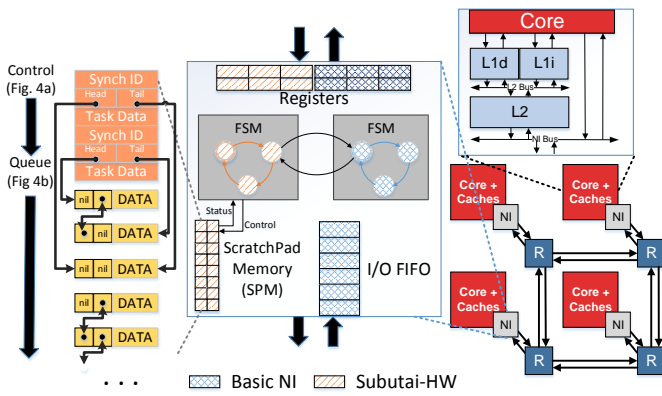 Control
(Fig. 4a)
Queue
(Fig 4b)
Synch ID
Head Tail
Task Data
Synch ID
Head Tail
Task Data
nil DATA
nil DATA
nil nil DATA
nil DATA
DATA
. . .
Registers
FSM
FSM
Status
Control
ScratchPad
Memory
(SPM)
I/O FIFO
Basic NI
Subutai-HW
Core
L1d
L1i
L2 Bus
L2
NI Bus
Core +
Caches
NI
R
Core +
Caches
NI
R
Core +
Caches
NI
R
Core +
Caches
NI
R